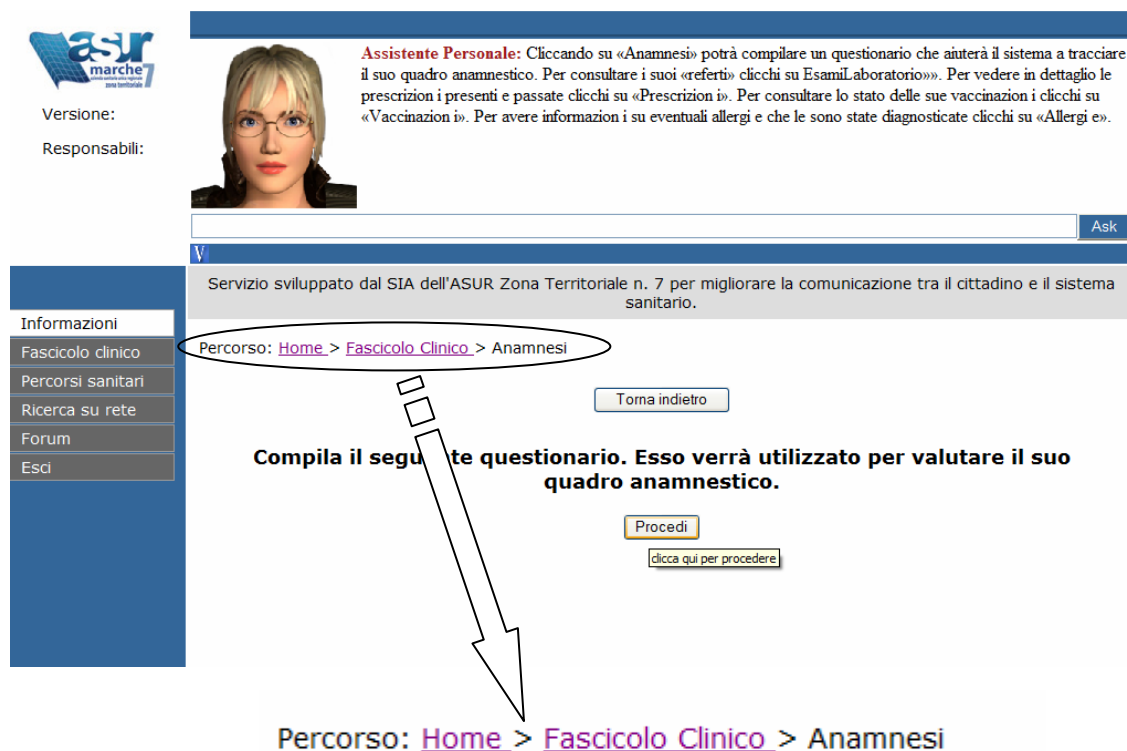 asur
marche 7
Versione:
Responsabili:
Assistente Personale: Cliccando su «Anamnesi» potrà compilare un questionario che aiuterà il sistema a tracciare
il suo quadro anamnestico. Per consultare i suoi «referti» clicchi su EsamiLaboratorio»». Per vedere in dettaglio le
prescrizion i presenti e passate clicchi su «Prescrizion i». Per consultare lo stato delle sue vaccinazion i clicchi su
«Vaccinazion i». Per avere informazion i su eventuali allergi e che le sono state diagnosticate clicchi su «Allergi e».
Ask
V
Servizio sviluppato dal SIA dell'ASUR Zona Territoriale n. 7 per migliorare la comunicazione tra il cittadino e il sistema
sanitario.
Informazioni
Fascicolo clinico
Percorsi sanitari
Ricerca su rete
Forum
Esci
Percorso: Home > Fascicolo Clinico > Anamnesi
Torna indietro
Compila il seguente questionario. Esso verrà utilizzato per valutare il suo
quadro anamnestico.
Procedi
clicca qui per procedere
Percorso: Home > Fascicolo Clinico > Anamnesi